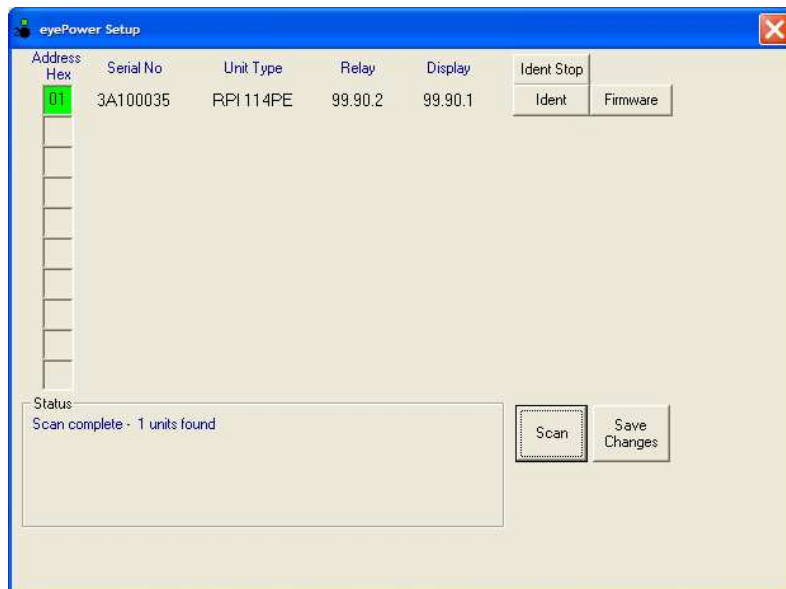 eyePower Setup
Address Hex Serial No Unit Type Relay Display Ident Stop
01 3A100035 RPI 114PE 99.90.2 99.90.1 Ident Firmware
Status
Scan complete - 1 units found
Scan
Save
Changes